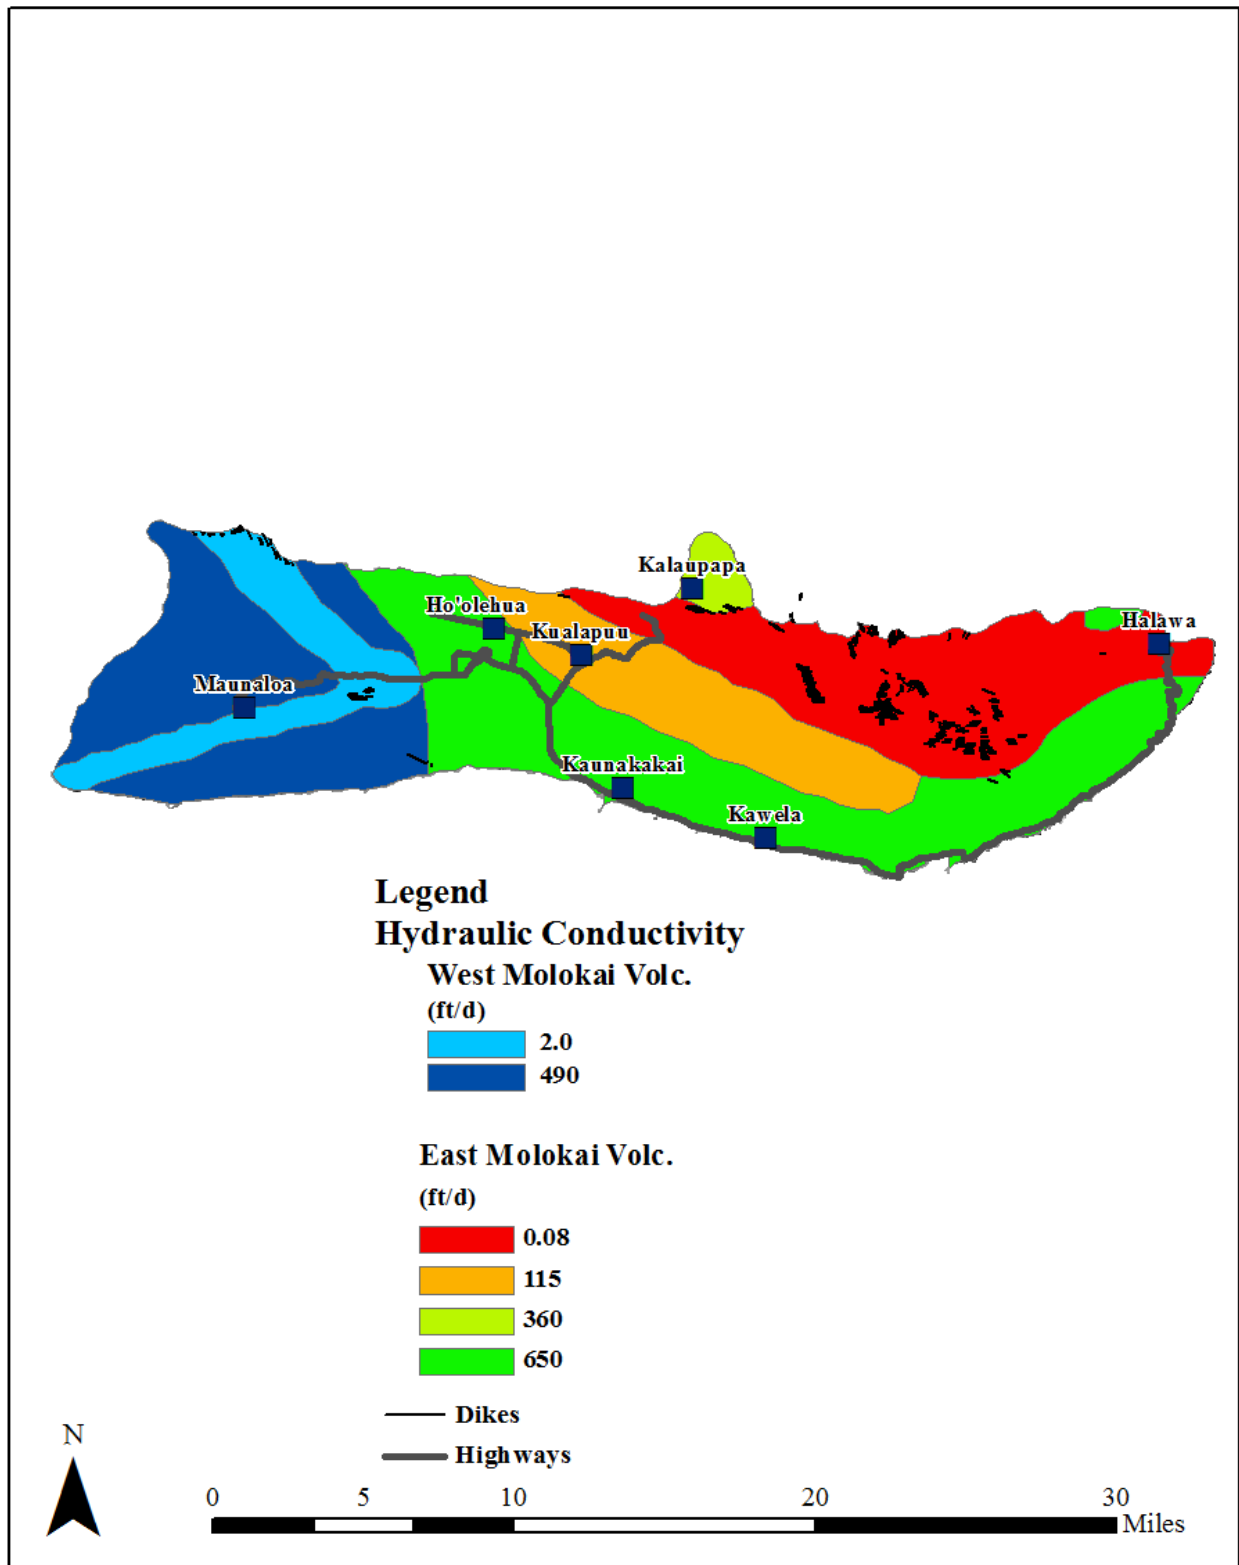 Kalaupapa
Ho'olehua
Kualapuu
Halawa
Maunaloa
Kaunakakai
Kawela
Legend
Hydraulic Conductivity
West Molokai Volc.
(ft/d)
2.0
490
East Molokai Volc.
(ft/d)
0.08
115
360
650
Dikes
Highways
N
0 5 10 20 30
Miles